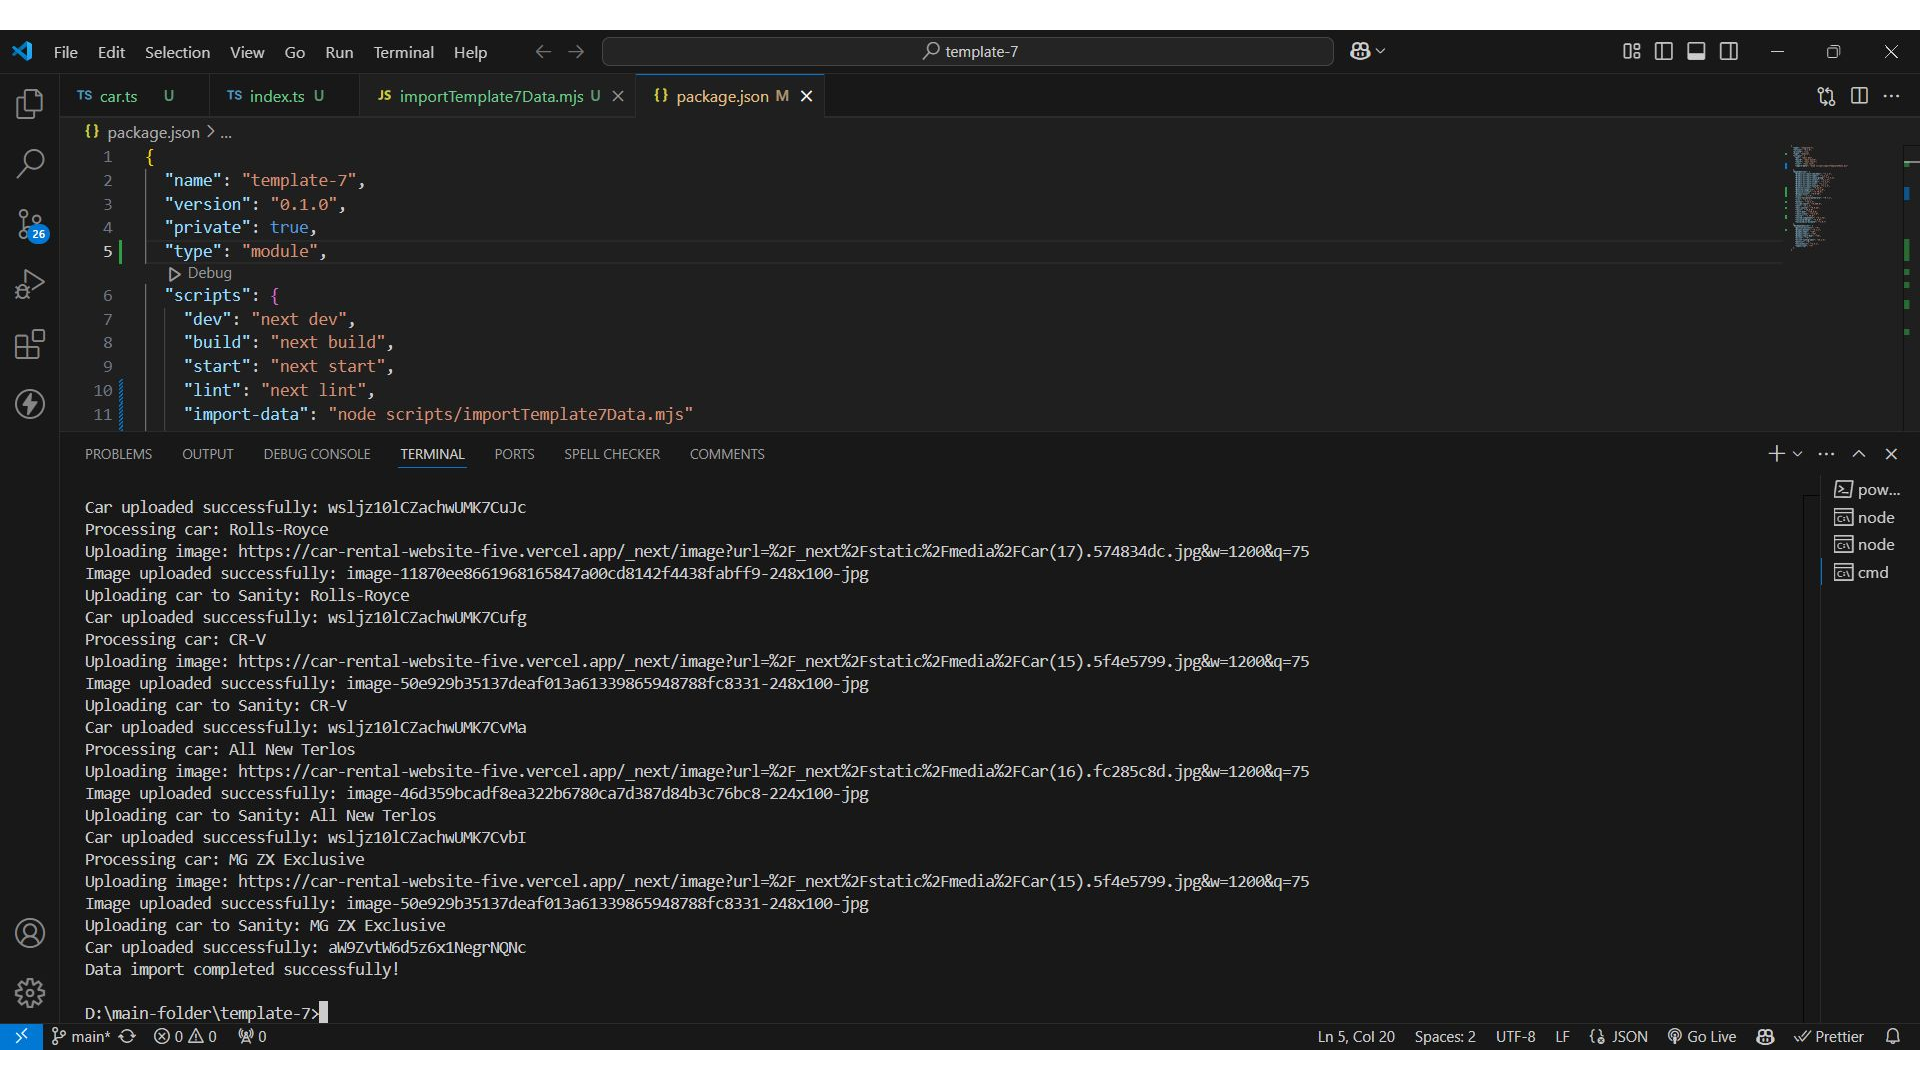 File Edit Selection View Go Run Terminal Help
template-7
TS car.ts U
TS index.ts U
JS importTemplate7Data.mjs U
{} package.json M
{} package.json > ...
1 {
2 "name": "template-7",
3 "version": "0.1.0",
4 "private": true,
5 "type": "module",
Debug
6 "scripts": {
7 "dev": "next dev",
8 "build": "next build",
9 "start": "next start",
10 "lint": "next lint",
11 "import-data": "node scripts/importTemplate7Data.mjs"
26
PROBLEMS OUTPUT DEBUG CONSOLE TERMINAL PORTS SPELL CHECKER COMMENTS
Car uploaded successfully: wsljz10lCZachwUMK7CuJc
Processing car: Rolls-Royce
Uploading image: https://car-rental-website-five.vercel.app/_next/image?url=%2F_next%2Fstatic%2Fmedia%2FCar(17).574834dc.jpg&w=1200&q=75
Image uploaded successfully: image-11870ee8661968165847a00cd8142f4438fabff9-248x100-jpg
Uploading car to Sanity: Rolls-Royce
Car uploaded successfully: wsljz10lCZachwUMK7Cufg
Processing car: CR-V
Uploading image: https://car-rental-website-five.vercel.app/_next/image?url=%2F_next%2Fstatic%2Fmedia%2FCar(15).5f4e5799.jpg&w=1200&q=75
Image uploaded successfully: image-50e929b35137deaf013a61339865948788fc8331-248x100-jpg
Uploading car to Sanity: CR-V
Car uploaded successfully: wsljz10lCZachwUMK7CvMa
Processing car: All New Terlos
Uploading image: https://car-rental-website-five.vercel.app/_next/image?url=%2F_next%2Fstatic%2Fmedia%2FCar(16).fc285c8d.jpg&w=1200&q=75
Image uploaded successfully: image-46d359bcadf8ea322b6780ca7d387d84b3c76bc8-224x100-jpg
Uploading car to Sanity: All New Terlos
Car uploaded successfully: wsljz10lCZachwUMK7CvbI
Processing car: MG ZX Exclusive
Uploading image: https://car-rental-website-five.vercel.app/_next/image?url=%2F_next%2Fstatic%2Fmedia%2FCar(15).5f4e5799.jpg&w=1200&q=75
Image uploaded successfully: image-50e929b35137deaf013a61339865948788fc8331-248x100-jpg
Uploading car to Sanity: MG ZX Exclusive
Car uploaded successfully: aW9ZvtW6d5z6x1NegrNQNc
Data import completed successfully!
D:\main-folder\template-7>
pow...
node
node
cmd
main* 0 0 0
Ln 5, Col 20 Spaces: 2 UTF-8 LF {} JSON Go Live Prettier